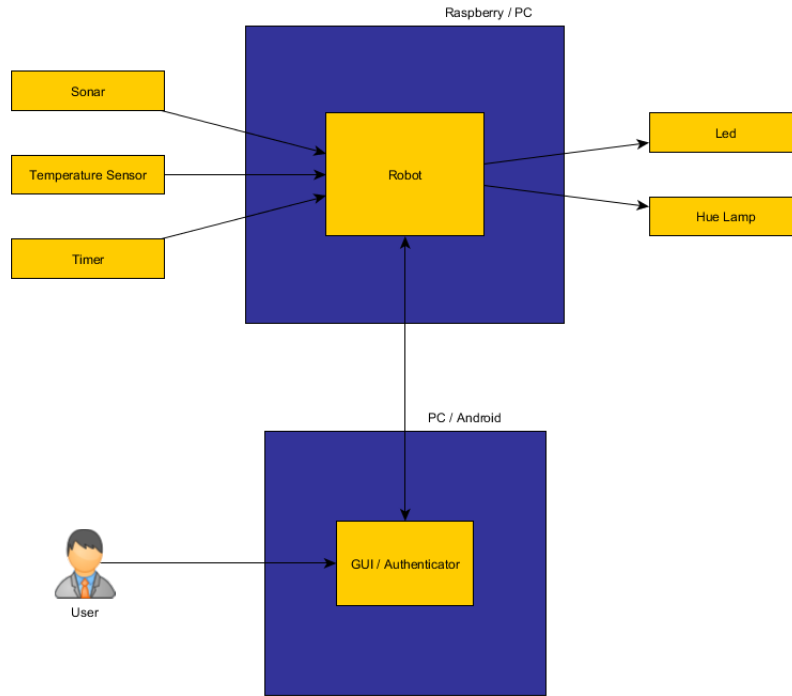 Raspberry / PC
Sonar
Temperature Sensor
Timer
Robot
Led
Hue Lamp
PC / Android
GUI / Authenticator
User